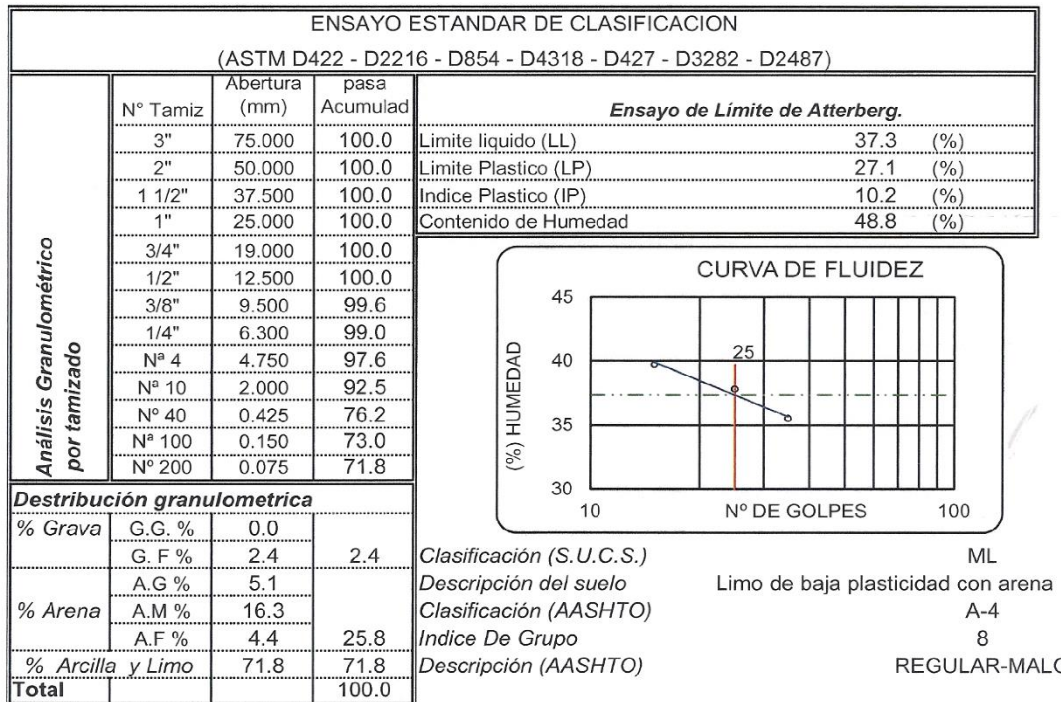 ENSAYO ESTANDAR DE CLASIFICACION
(ASTM D422 - D2216 - D854 - D4318 - D427 - D3282 - D2487)
Análisis Granulométrico
por tamizado
N° Tamiz Abertura (mm) pasa Acumulad
3" 75.000 100.0
2" 50.000 100.0
1 1/2" 37.500 100.0
1" 25.000 100.0
3/4" 19.000 100.0
1/2" 12.500 100.0
3/8" 9.500 99.6
1/4" 6.300 99.0
Nª 4 4.750 97.6
Nª 10 2.000 92.5
Nº 40 0.425 76.2
Nª 100 0.150 73.0
Nº 200 0.075 71.8
Destribución granulometrica
% Grava G.G. % 0.0
G. F % 2.4 2.4
A.G % 5.1
% Arena A.M % 16.3
A.F % 4.4 25.8
% Arcilla y Limo 71.8 71.8
Total 100.0
Ensayo de Limite de Atterberg.
Limite liquido (LL) 37.3 (%)
Limite Plastico (LP) 27.1 (%)
Indice Plastico (IP) 10.2 (%)
Contenido de Humedad 48.8 (%)
CURVA DE FLUIDEZ
(%) HUMEDAD
45
40
35
30
25
10 Nº DE GOLPES 100
Clasificación (S.U.C.S.) ML
Descripción del suelo Limo de baja plasticidad con arena
Clasificación (AASHTO) A-4
Indice De Grupo 8
Descripción (AASHTO) REGULAR-MALO